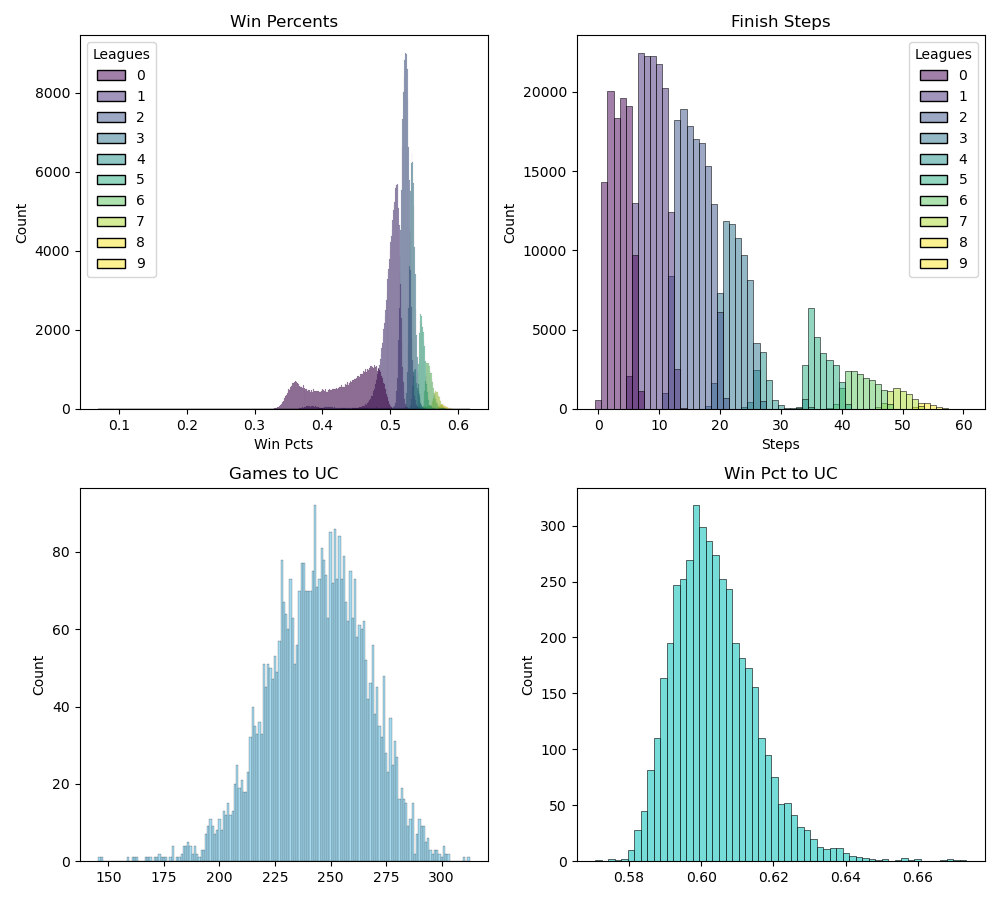 Win Percents
Leagues
0
1
2
3
4
5
6
7
8
9
Count
8000
6000
4000
2000
0
0.1 0.2 0.3 0.4 0.5 0.6
Win Pcts
Finish Steps
Leagues
0
1
2
3
4
5
6
7
8
9
Count
20000
15000
10000
5000
0
0 10 20 30 40 50 60
Steps
Games to UC
Count
80
60
40
20
0
150 175 200 225 250 275 300
Win Pct to UC
Count
300
250
200
150
100
50
0
0.58 0.60 0.62 0.64 0.66